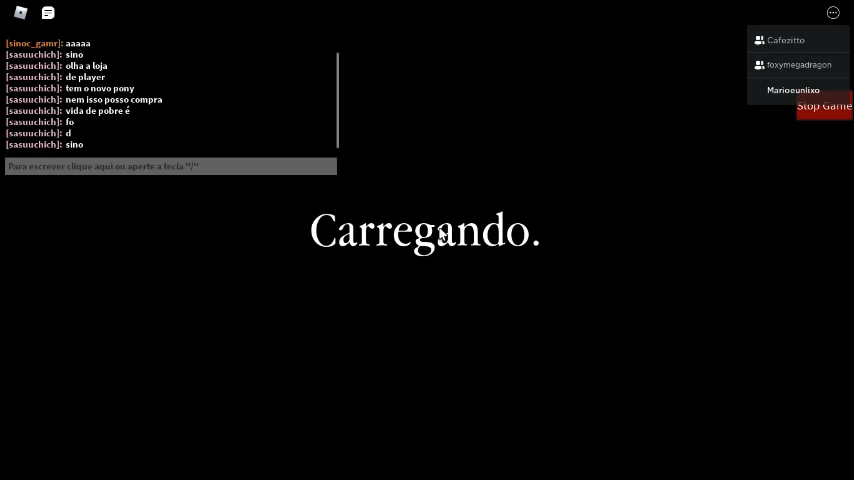 [sinoc_gamr]: aaaaa
[sasuuchich]: sino
[sasuuchich]: olha a loja
[sasuuchich]: de player
[sasuuchich]: tem o novo pony
[sasuuchich]: nem isso posso compra
[sasuuchich]: vida de pobre é
[sasuuchich]: fo
[sasuuchich]: d
[sasuuchich]: sino
Para escrever clique aqui ou aperte a tecla "/"
Cafezitto
foxymegadragon
Marioeunlixo
Stop Game
Carregando.